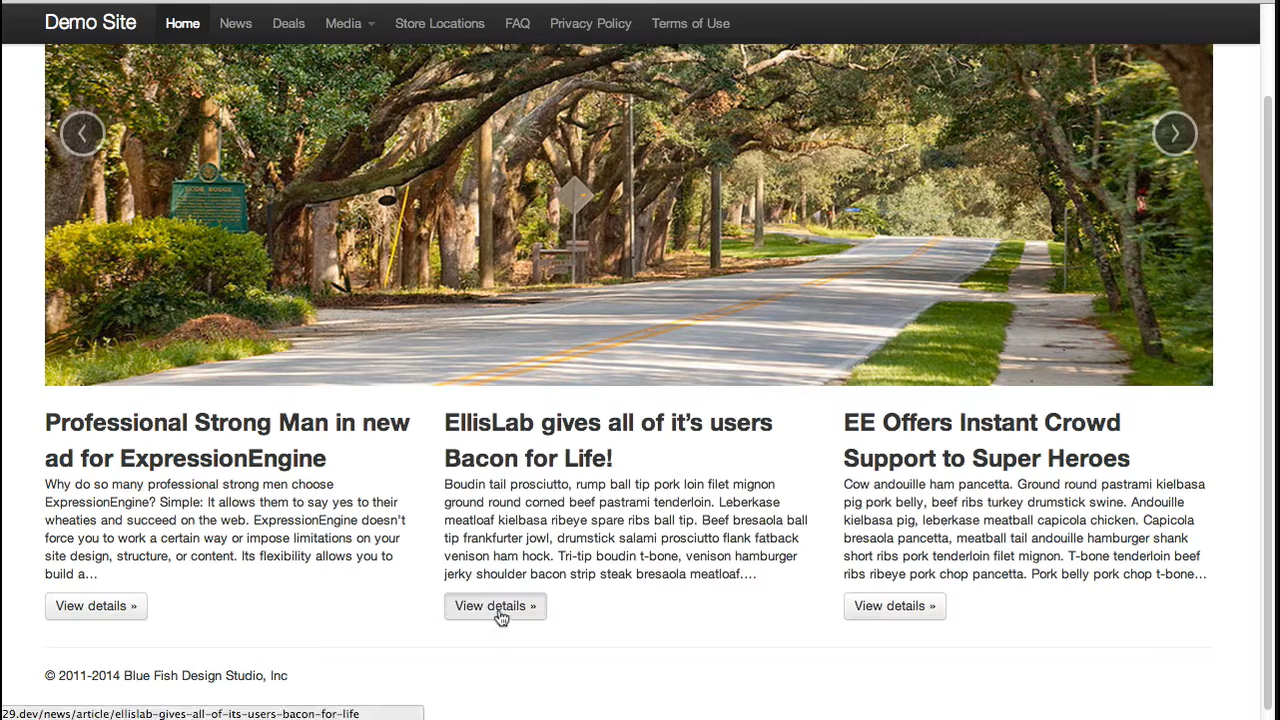 Demo Site Home News Deals Media Store Locations FAQ Privacy Policy Terms of Use
Professional Strong Man in new
ad for ExpressionEngine
Why do so many professional strong men choose
ExpressionEngine? Simple: It allows them to say yes to their
wheaties and succeed on the web. ExpressionEngine doesn't
force you to work a certain way or impose limitations on your
site design, structure, or content. Its flexibility allows you to
build a…
View details »
EllisLab gives all of it's users
Bacon for Life!
Boudin tail prosciutto, rump ball tip pork loin filet mignon
ground round corned beef pastrami tenderloin. Leberkase
meatloaf kielbasa ribeye spare ribs ball tip. Beef bresaola ball
tip frankfurter jowl, drumstick salami prosciutto flank fatback
venison ham hock. Tri-tip boudin t-bone, venison hamburger
jerky shoulder bacon strip steak bresaola meatloaf.…
View details »
EE Offers Instant Crowd
Support to Super Heroes
Cow andouille ham pancetta. Ground round pastrami kielbasa
pig pork belly, beef ribs turkey drumstick swine. Andouille
kielbasa pig, leberkase meatball capicola chicken. Capicola
bresaola pancetta, meatball tail andouille hamburger shank
short ribs pork tenderloin filet mignon. T-bone tenderloin beef
ribs ribeye pork chop pancetta. Pork belly pork chop t-bone…
View details »
© 2011-2014 Blue Fish Design Studio, Inc
29.dev/news/article/ellislab-gives-all-of-its-users-bacon-for-life